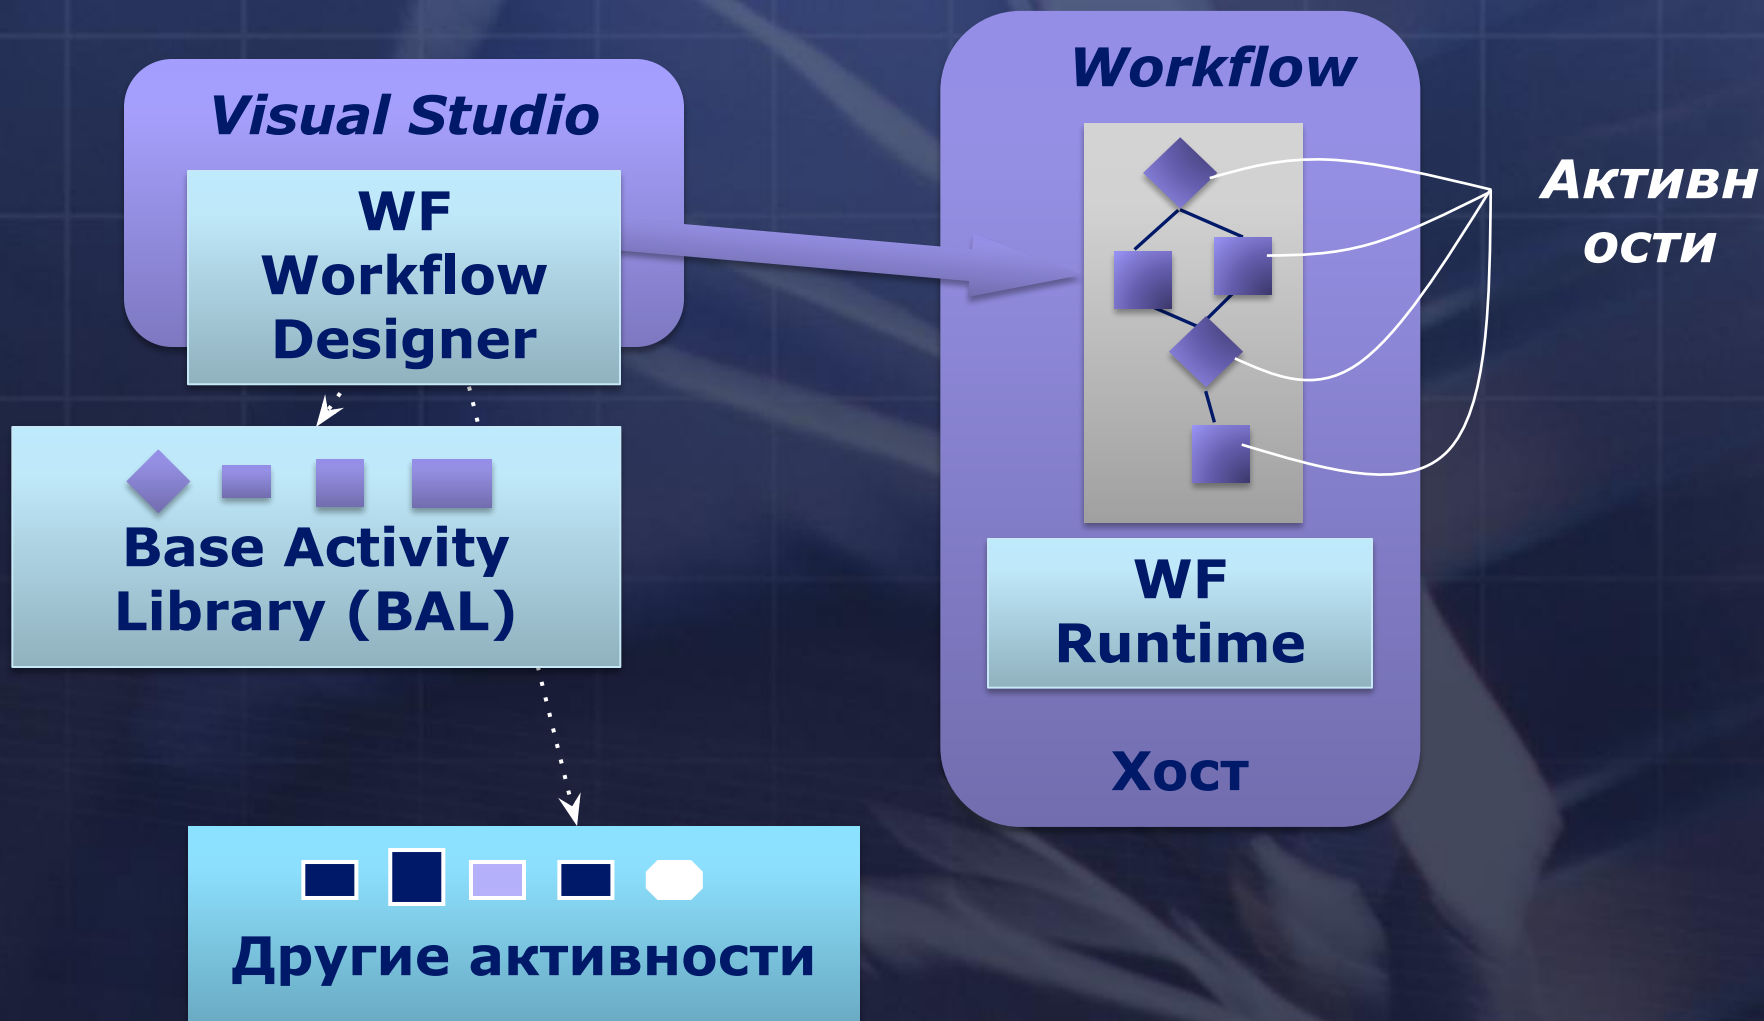 Visual Studio
WF
Workflow
Designer
Base Activity
Library (BAL)
Другие активности
Workflow
WF
Runtime
Хост
Активн
ости